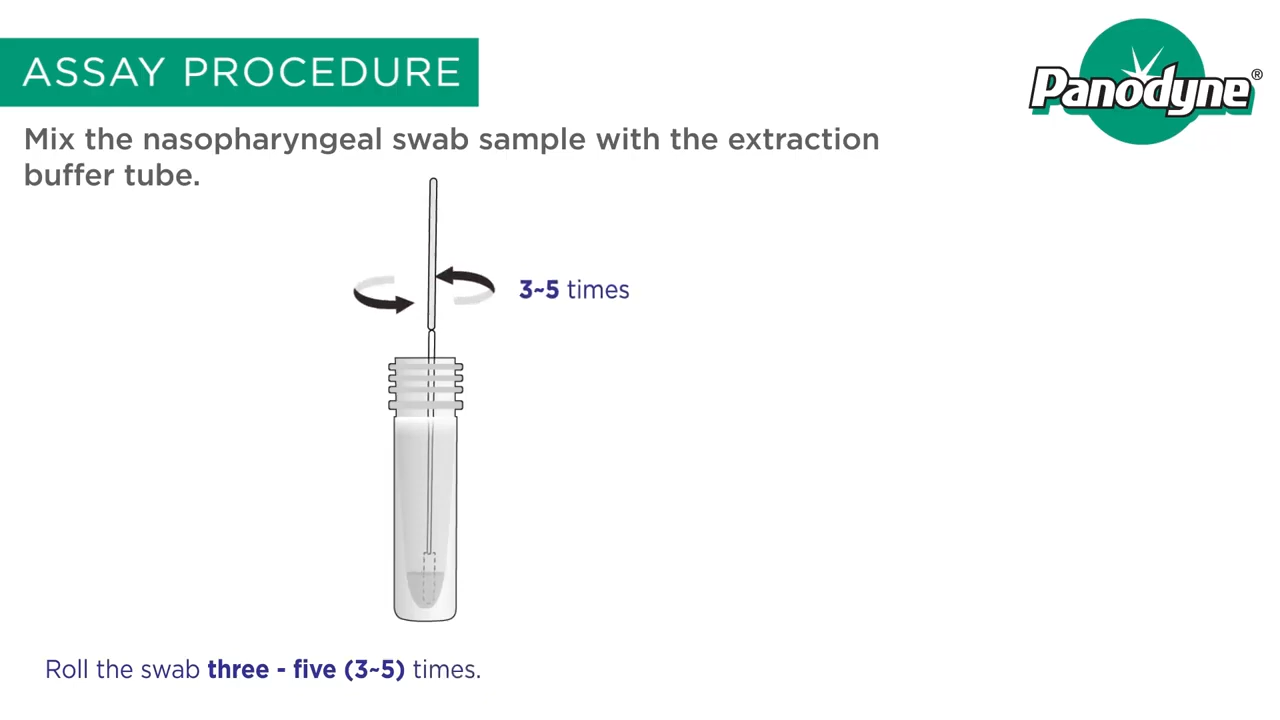 ASSAY PROCEDURE
Panodyne®
Mix the nasopharyngeal swab sample with the extraction
buffer tube.
3~5 times
Roll the swab three - five (3~5) times.